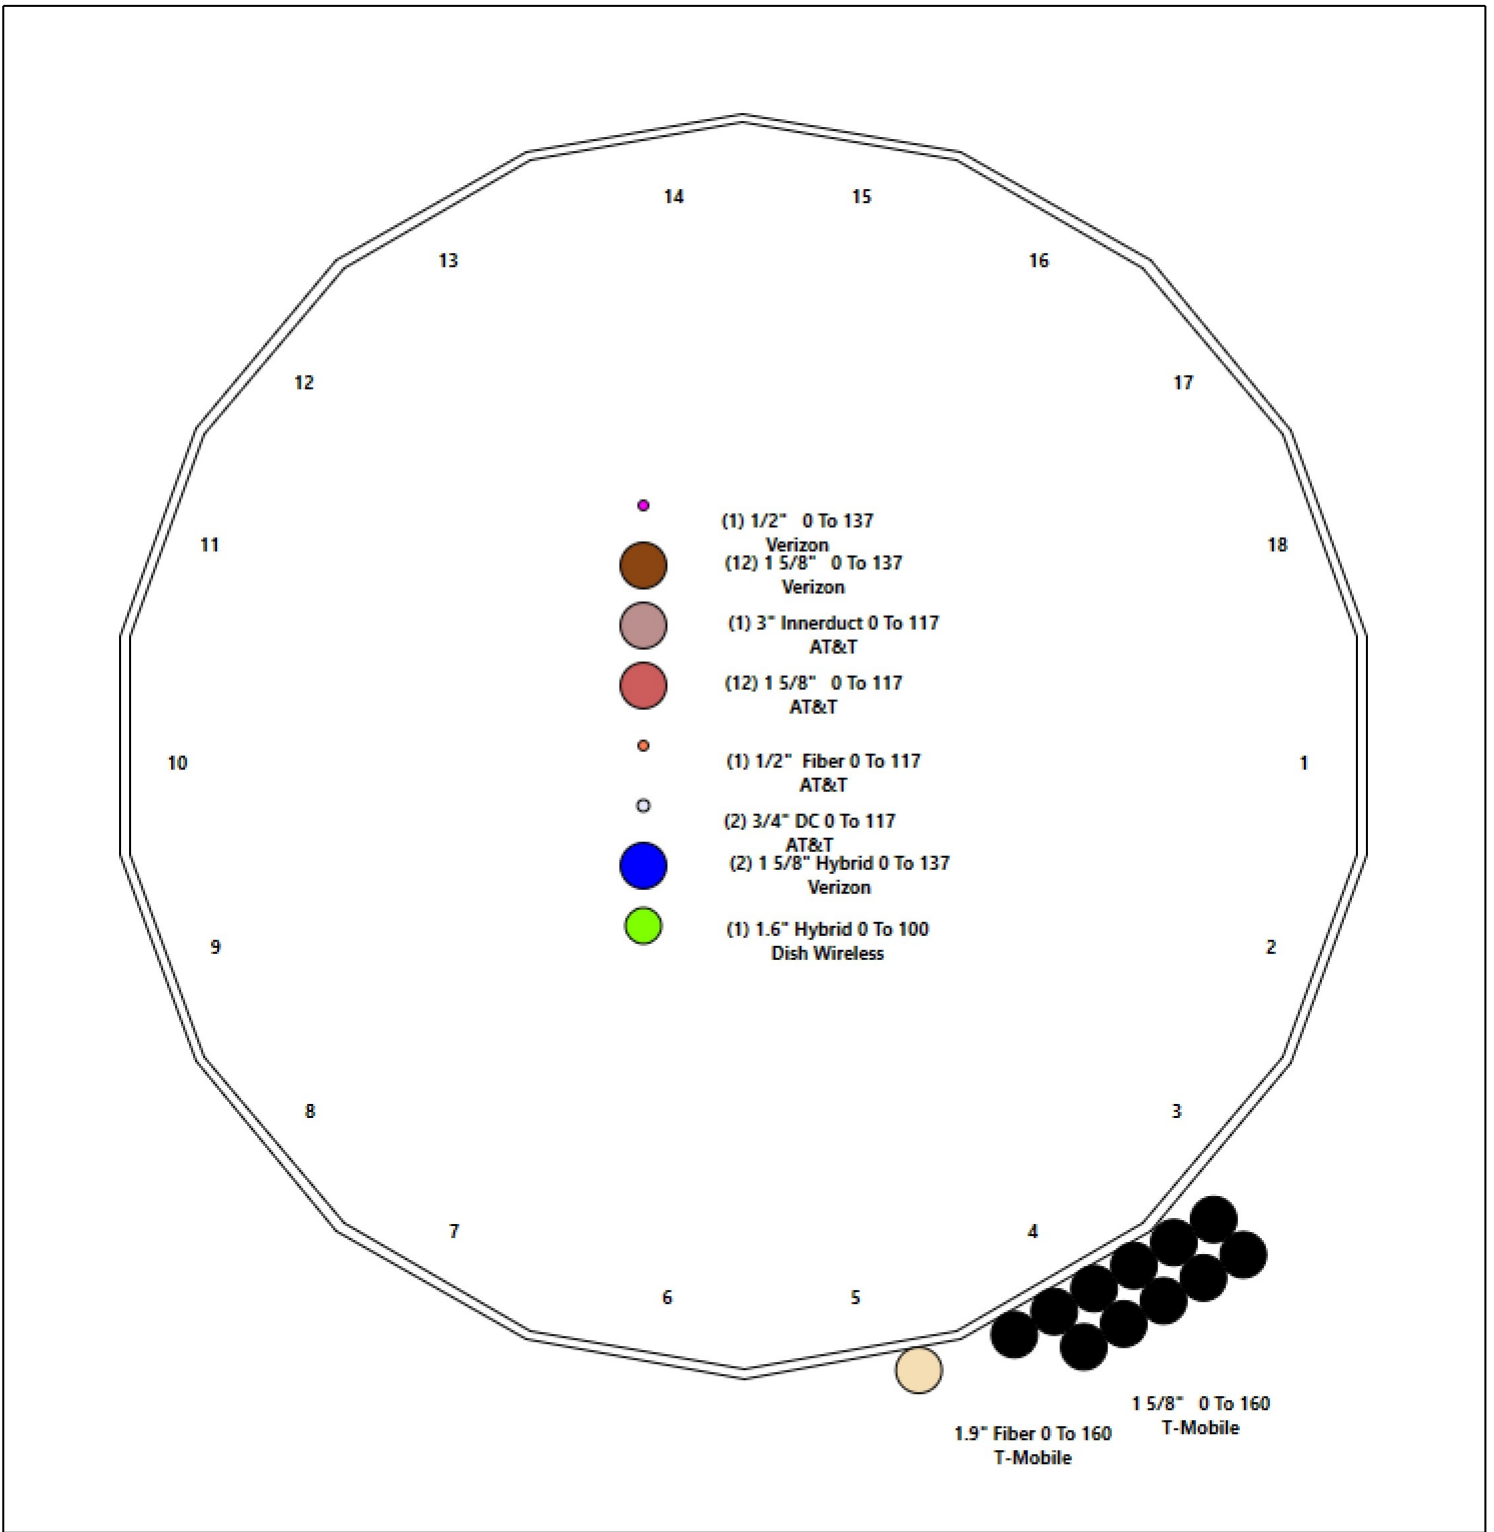 14
15
13
16
12
17
(1) 1/2" 0 To 137
11
Verizon
18
(12) 1 5/8" 0 To 137
Verizon
(1) 3" Innerduct 0 To 117
AT&T
(12) 1 5/8" 0 To 117
AT&T
10
(1) 1/2" Fiber 0 To 117
1
AT&T
(2) 3/4" DC 0 To 117
AT&T
(2) 1 5/8" Hybrid 0 To 137
Verizon
(1) 1.6" Hybrid 0 To 100
9
2
Dish Wireless
8
3
7
4
6
5
1 5/8" 0 To 160
T-Mobile
1.9" Fiber 0 To 160
T-Mobile